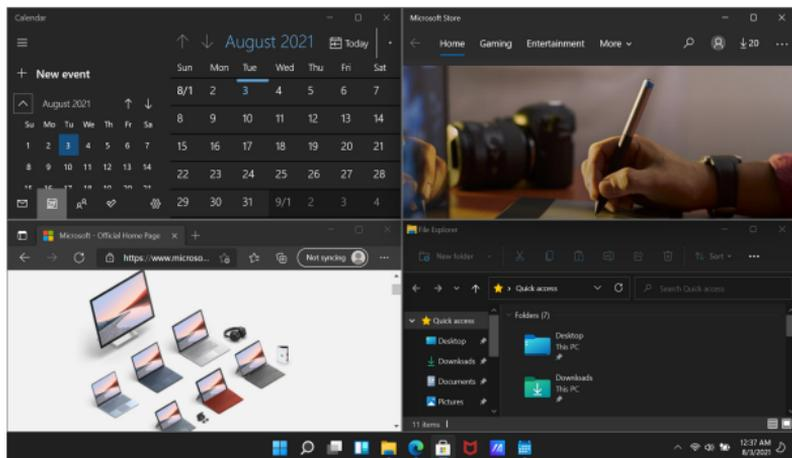 Calendar
August 2021
Today
New event
Sun Mon Tue Wed Thu Fri Sat
8/1 2 3 4 5 6 7
8 9 10 11 12 13 14
15 16 17 18 19 20 21
22 23 24 25 26 27 28
29 30 31 9/1 2 3 4
August 2021
Su Mo Tu We Th Fr Sa
1 2 3 4 5 6 7
8 9 10 11 12 13 14
Microsoft Store
Home Gaming Entertainment More
20
Microsoft - Official Home Page
https://www.microso...
Not syncing
File Explorer
New folder
Sort
Quick access
Search Quick access
Quick access
Desktop
Downloads
Documents
Pictures
Folders (7)
Desktop
This PC
Downloads
This PC
11 items
12:37 AM
8/3/2021